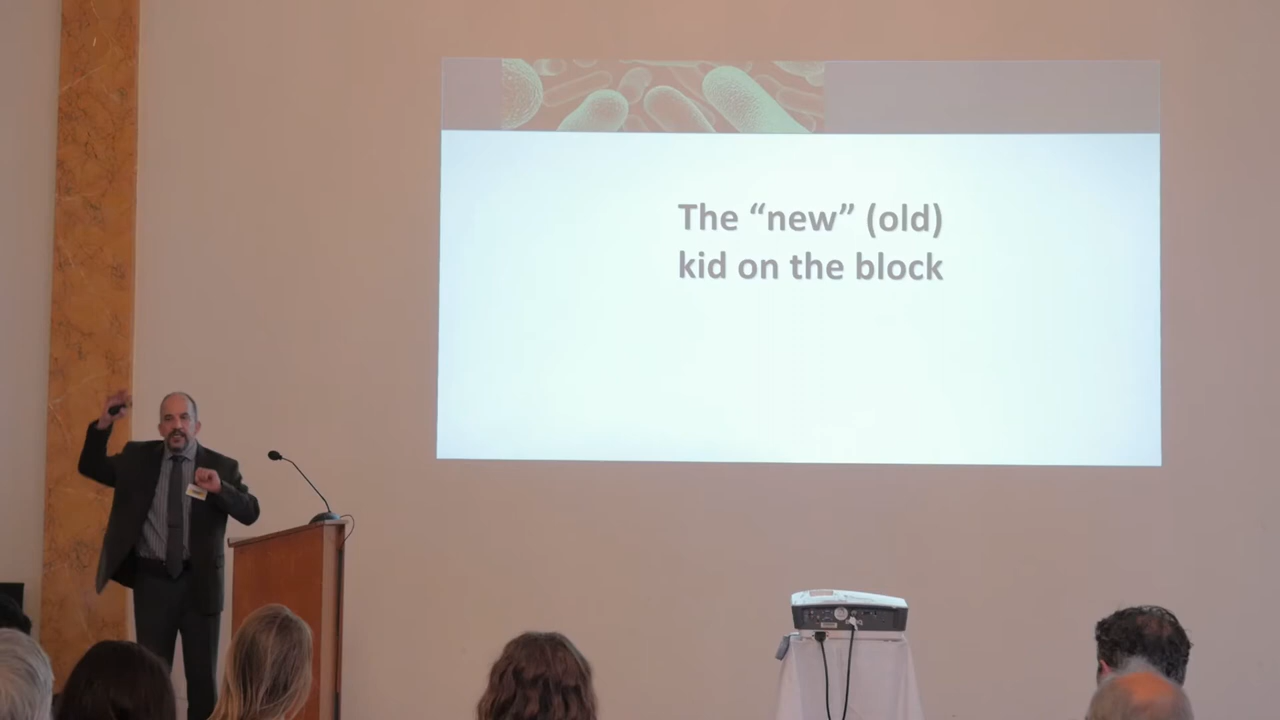 The “new” (old)
kid on the block